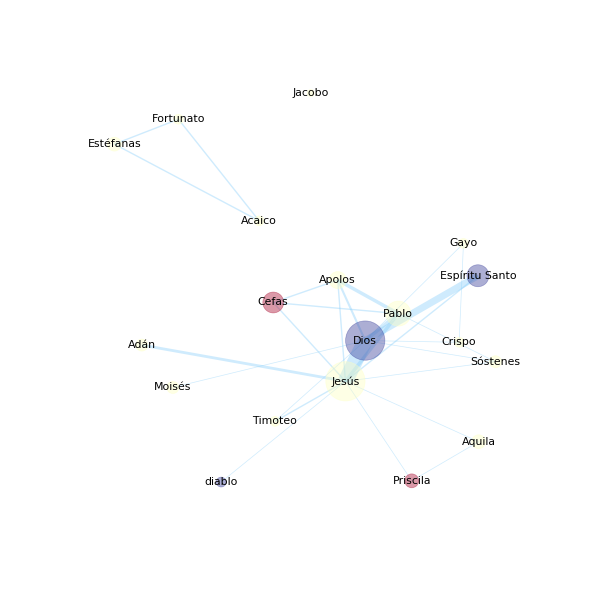 Jacobo
Fortunato
Estéfanas
Acaico
Gayo
Espíritu Santo
Apolos
Cefas
Pablo
Dios
Crispo
Adán
Sóstenes
Jesús
Moisés
Timoteo
Aquila
Priscila
diablo